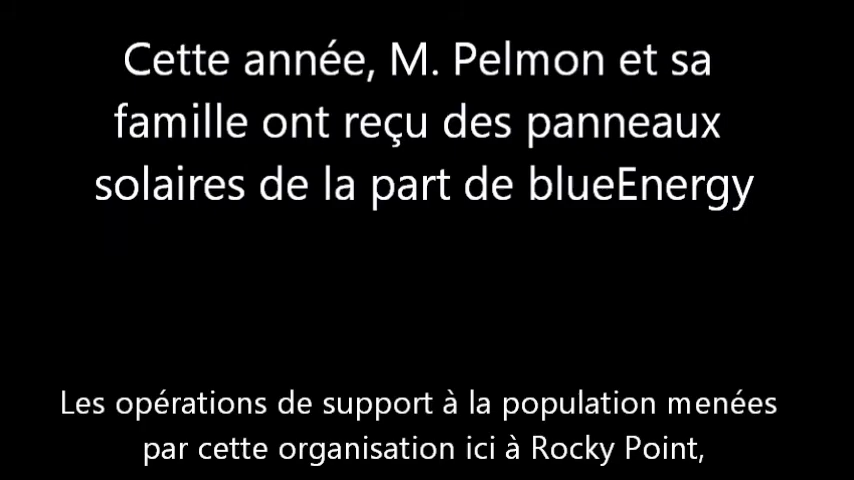 Cette année, M. Pelmon et sa
famille ont reçu des panneaux
solaires de la part de blueEnergy
Les opérations de support à la population menées
par cette organisation ici à Rocky Point,